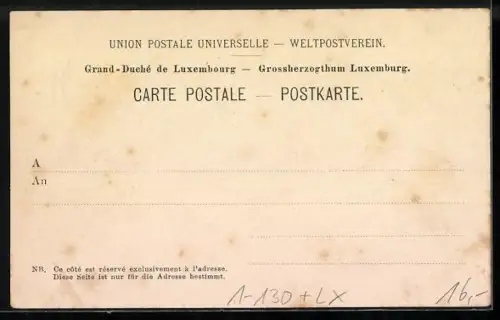 UNION POSTALE UNIVERSELLE — WELTPOSTVEREIN.
Grand-Duché de Luxembourg — Grossherzogthum Luxemburg.
CARTE POSTALE — POSTKARTE.
A
An
NB. Ce côté est réservé exclusivement à l'adresse.
Diese Seite ist nur für die Adresse bestimmt.
1-130+LX
16,-